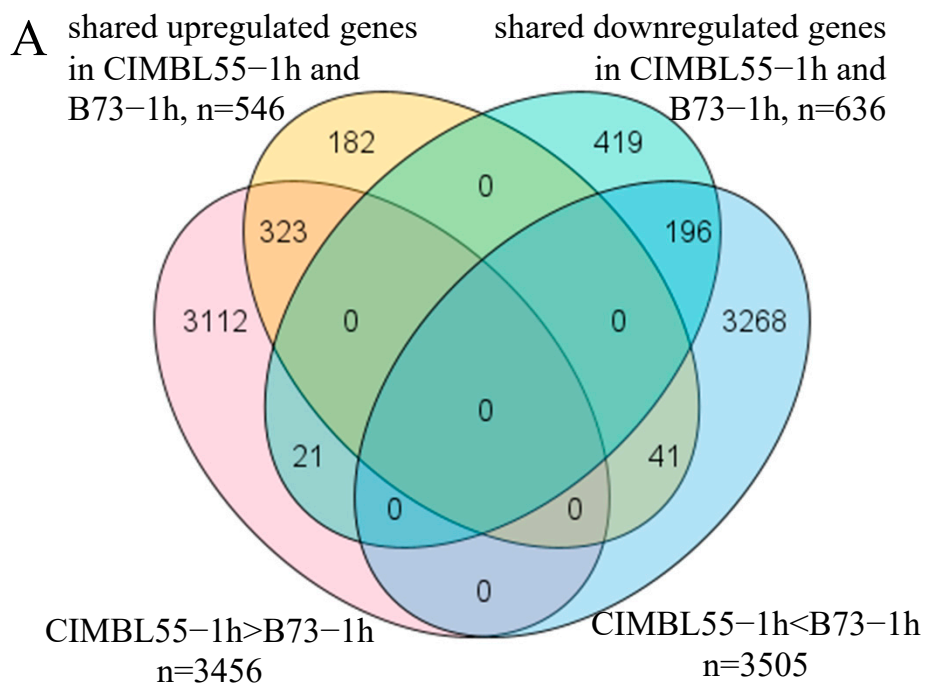 A
shared upregulated genes
in CIMBL55−1h and
B73−1h, n=546
shared downregulated genes
in CIMBL55−1h and
B73−1h, n=636
182
419
0
323
196
3112
0
0
3268
0
21
41
0
0
0
CIMBL55−1h>B73−1h
n=3456
CIMBL55−1h<B73−1h
n=3505